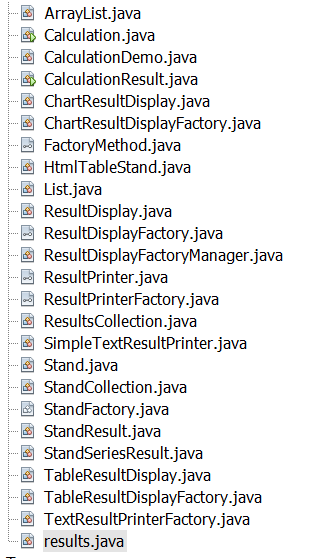 ArrayList.java
Calculation.java
CalculationDemo.java
CalculationResult.java
ChartResultDisplay.java
ChartResultDisplayFactory.java
FactoryMethod.java
HtmlTableStand.java
List.java
ResultDisplay.java
ResultDisplayFactory.java
ResultDisplayFactoryManager.java
ResultPrinter.java
ResultPrinterFactory.java
ResultsCollection.java
SimpleTextResultPrinter.java
Stand.java
StandCollection.java
StandFactory.java
StandResult.java
StandSeriesResult.java
TableResultDisplay.java
TableResultDisplayFactory.java
TextResultPrinterFactory.java
results.java